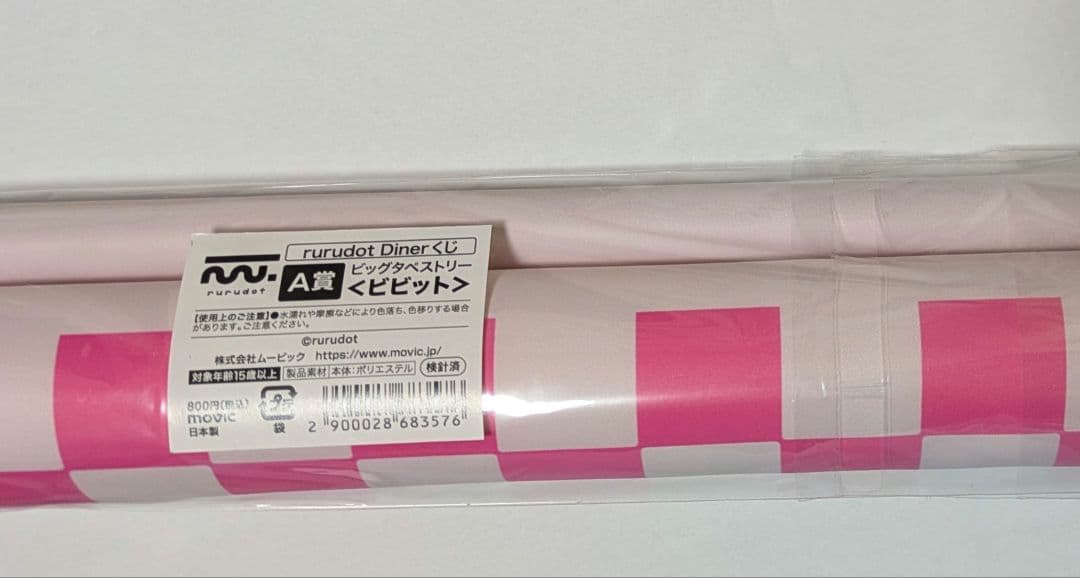 rurudot Dinerくじ
rurudot
A賞
ビッグタペストリー
<ビビット>
【使用上のご注意】●水濡れや摩擦などにより色落ち、色移りする場合
があります。ご注意ください。
©rurudot
株式会社ムービック https://www.movic.jp/
対象年齢15歳以上 製品素材 本体:ポリエステル 検針済
800円(税込)
movic
日本製
プラ
袋
2 900028 683576